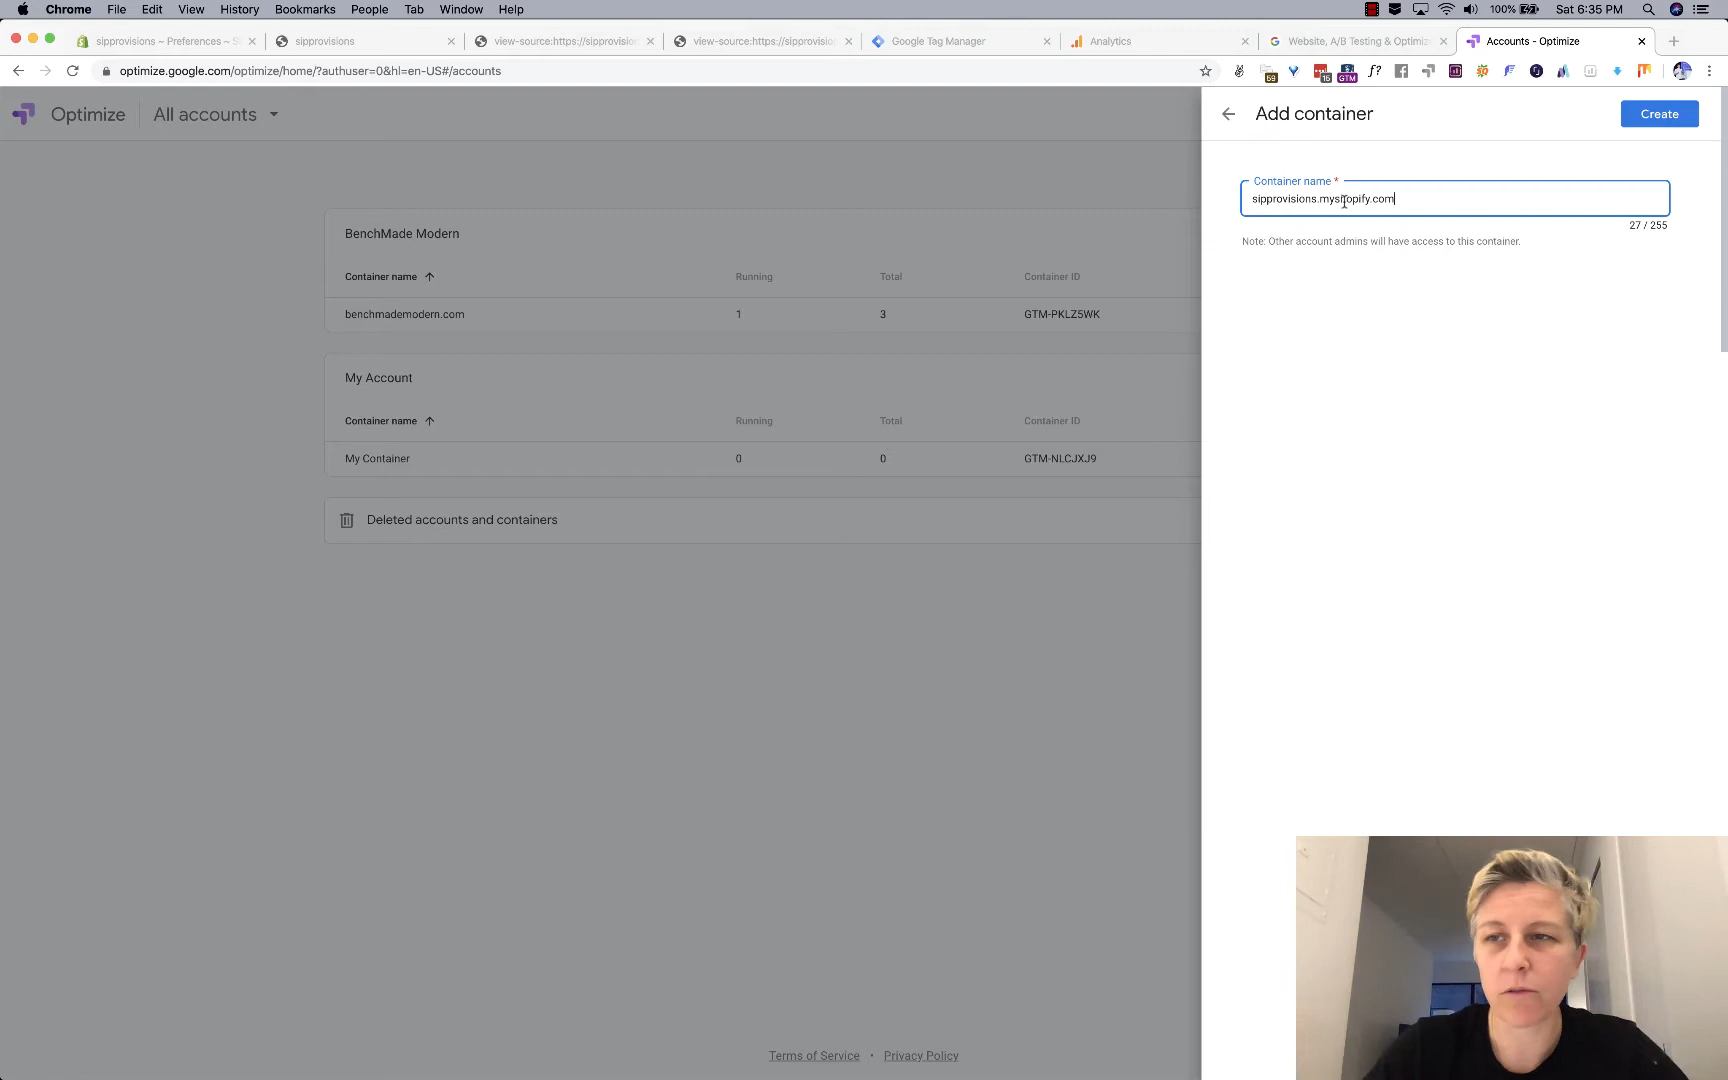 Chrome File Edit View History Bookmarks People Tab Window Help 100% Sat 6:35 PM
sipprovisions ~ Preferences ~ S
sipprovisions
view-source:https://sipprovision
view-source:https://sipprovision
Google Tag Manager
Analytics
Website, A/B Testing & Optimiz
Accounts - Optimize
optimize.google.com/optimize/home/?authuser=0&hl=en-US#/accounts
59
15
GTM
f?
Optimize
All accounts
Add container
Create
Container name *
sipprovisions.myshopify.com
27 / 255
Note: Other account admins will have access to this container.
BenchMade Modern
Container name Running Total Container ID
benchmademodern.com 1 3 GTM-PKLZ5WK
My Account
Container name Running Total Container ID
My Container 0 0 GTM-NLCJXJ9
Deleted accounts and containers
Terms of Service • Privacy Policy